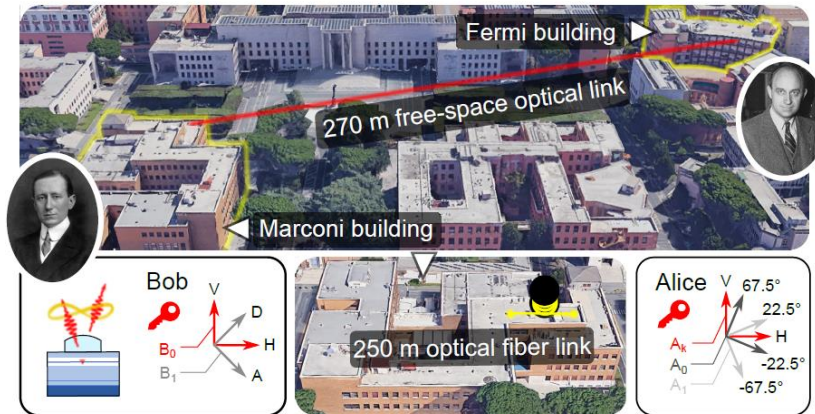 Fermi building
270 m free-space optical link
Marconi building
Bob
V
D
H
A
B₀
B₁
250 m optical fiber link
Alice
V
67.5°
22.5°
H
-22.5°
-67.5°
Aₖ
A₀
A₁